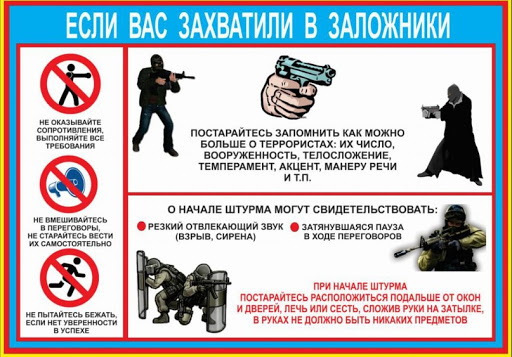 ЕСЛИ ВАС ЗАХВАТИЛИ В ЗАЛОЖНИКИ
НЕ ОКАЗЫВАЙТЕ
СОПРОТИВЛЕНИЯ,
ВЫПОЛНЯЙТЕ ВСЕ
ТРЕБОВАНИЯ
НЕ ВМЕШИВАЙТЕСЬ
В ПЕРЕГОВОРЫ,
НЕ СТАРАЙТЕСЬ ВЕСТИ
ИХ САМОСТОЯТЕЛЬНО
НЕ ПЫТАЙТЕСЬ БЕЖАТЬ,
ЕСЛИ НЕТ УВЕРЕННОСТИ
В УСПЕХЕ
ПОСТАРАЙТЕСЬ ЗАПОМНИТЬ КАК МОЖНО
БОЛЬШЕ О ТЕРРОРИСТАХ: ИХ ЧИСЛО,
ВООРУЖЕННОСТЬ, ТЕЛОСЛОЖЕНИЕ,
ТЕМПЕРАМЕНТ, АКЦЕНТ, МАНЕРУ РЕЧИ
И Т.П.
О НАЧАЛЕ ШТУРМА МОГУТ СВИДЕТЕЛЬСТВОВАТЬ:
РЕЗКИЙ ОТВЛЕКАЮЩИЙ ЗВУК
(ВЗРЫВ, СИРЕНА)
ЗАТЯНУВШАЯСЯ ПАУЗА
В ХОДЕ ПЕРЕГОВОРОВ
ПРИ НАЧАЛЕ ШТУРМА
ПОСТАРАЙТЕСЬ РАСПОЛОЖИТЬСЯ ПОДАЛЬШЕ ОТ ОКОН
И ДВЕРЕЙ, ЛЕЧЬ ИЛИ СЕСТЬ, СЛОЖИВ РУКИ НА ЗАТЫЛКЕ,
В РУКАХ НЕ ДОЛЖНО БЫТЬ НИКАКИХ ПРЕДМЕТОВ